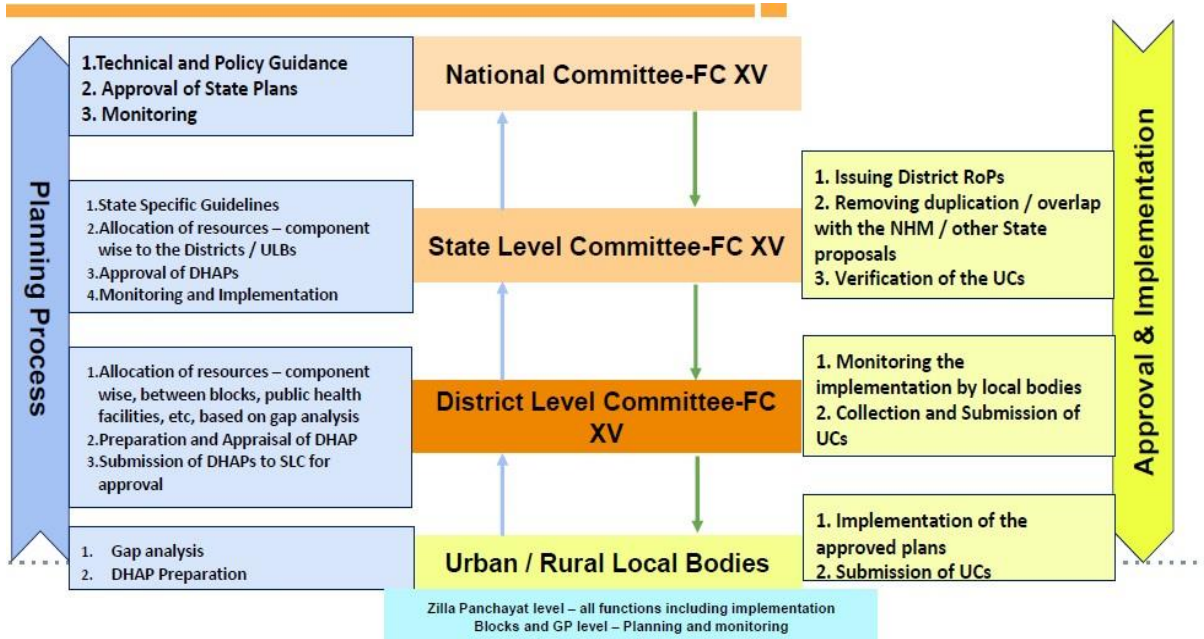 Planning Process
1.Technical and Policy Guidance
2. Approval of State Plans
3. Monitoring
National Committee-FC XV
1.State Specific Guidelines
2.Allocation of resources – component
wise to the Districts / ULBs
3.Approval of DHAPs
4.Monitoring and Implementation
State Level Committee-FC XV
1. Issuing District RoPs
2. Removing duplication / overlap
with the NHM / other State
proposals
3. Verification of the UCs
1.Allocation of resources – component
wise, between blocks, public health
facilities, etc, based on gap analysis
2.Preparation and Appraisal of DHAP
3.Submission of DHAPs to SLC for
approval
District Level Committee-FC
XV
1. Monitoring the
implementation by local bodies
2. Collection and Submission of
UCs
1. Gap analysis
2. DHAP Preparation
Urban / Rural Local Bodies
1. Implementation of the
approved plans
2. Submission of UCs
Zilla Panchayat level – all functions including implementation
Blocks and GP level – Planning and monitoring
Approval & Implementation